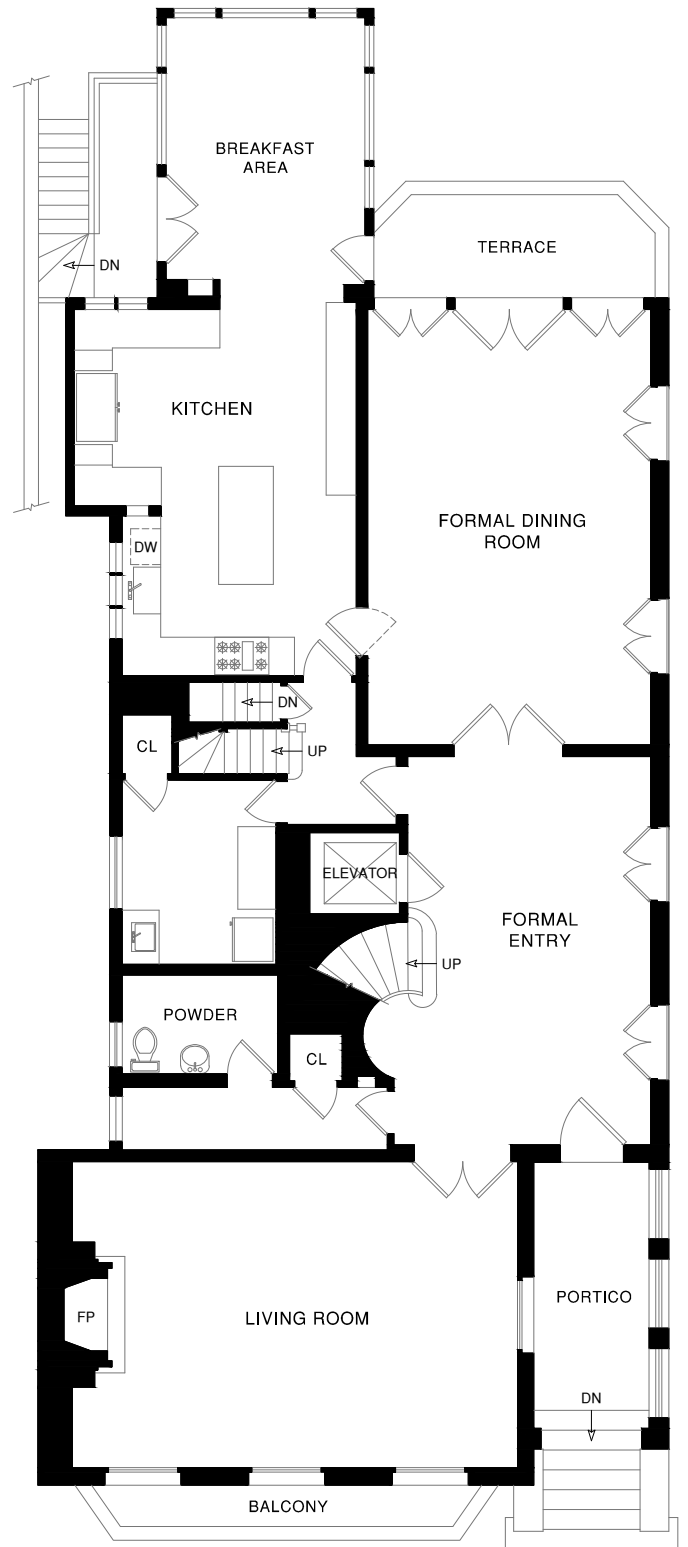 BREAKFAST
AREA
TERRACE
DN
KITCHEN
FORMAL DINING
ROOM
DW
DN
CL
UP
ELEVATOR
FORMAL
ENTRY
UP
POWDER
CL
PORTICO
FP
LIVING ROOM
DN
BALCONY